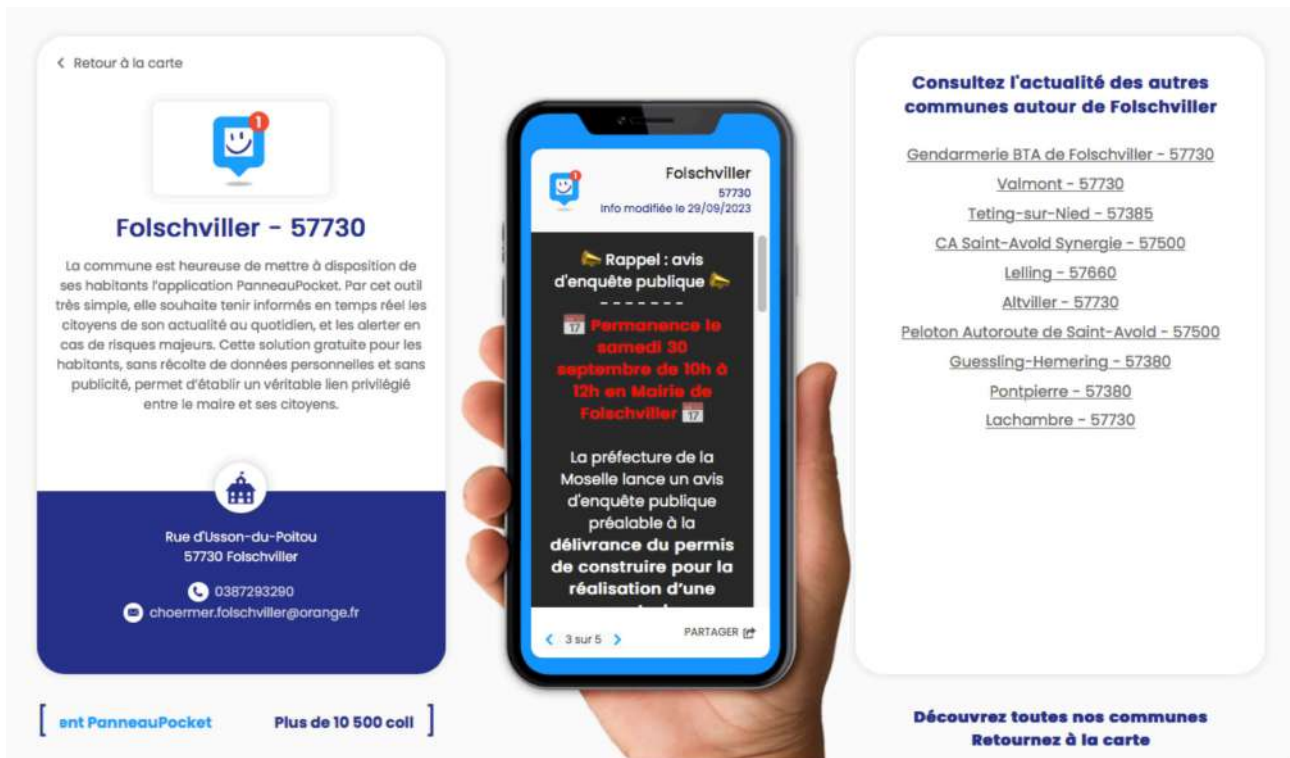 Retour à la carte
1
Folschviller - 57730
La commune est heureuse de mettre à disposition de
ses habitants l'application PanneauPocket. Par cet outil
très simple, elle souhaite tenir informés en temps réel les
citoyens de son actualité au quotidien, et les alerter en
cas de risques majeurs. Cette solution gratuite pour les
habitants, sans récolte de données personnelles et sans
publicité, permet d'établir un véritable lien privilégié
entre le maire et ses citoyens.
Rue d'Usson-du-Poitou
57730 Folschviller
0387293290
choermer.folschviller@orange.fr
ent PanneauPocket
Plus de 10 500 coll
1
Folschviller
57730
Info modifiée le 29/09/2023
Rappel : avis
d'enquête publique
- - - - - - -
17 Permanence le
samedi 30
septembre de 10h à
12h en Mairie de
Folschviller 17
La préfecture de la
Moselle lance un avis
d'enquête publique
préalable à la
délivrance du permis
de construire pour la
réalisation d'une
3 sur 5
PARTAGER
Consultez l'actualité des autres
communes autour de Folschviller
Gendarmerie BTA de Folschviller - 57730
Valmont - 57730
Teting-sur-Nied - 57385
CA Saint-Avold Synergie - 57500
Lelling - 57660
Altviller - 57730
Peloton Autoroute de Saint-Avold - 57500
Guessling-Hemering - 57380
Pontpierre - 57380
Lachambre - 57730
Découvrez toutes nos communes
Retournez à la carte